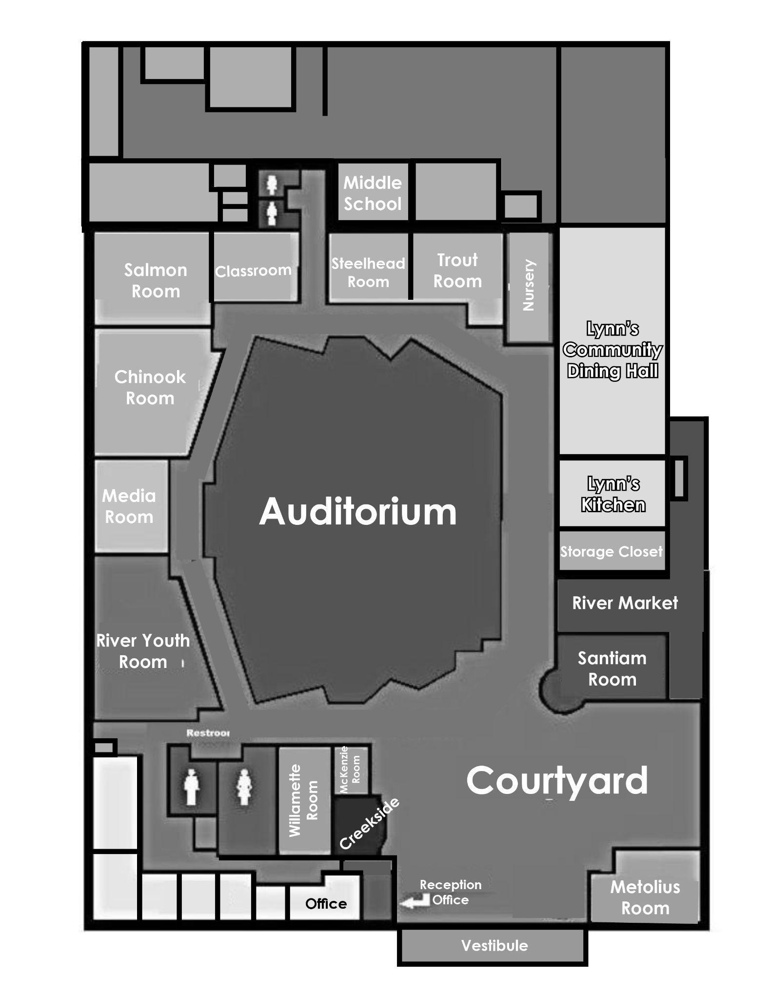 Middle
School
Salmon
Room
Classroom
Steelhead
Room
Trout
Room
Nursery
Lynn's
Community
Dining Hall
Chinook
Room
Media
Room
Auditorium
Lynn's
Kitchen
Storage Closet
River Market
River Youth
Room
Santiam
Room
Restroor
Willamette
Room
McKenzie
Room
Creekside
Courtyard
Reception
Office
Office
Metolius
Room
Vestibule